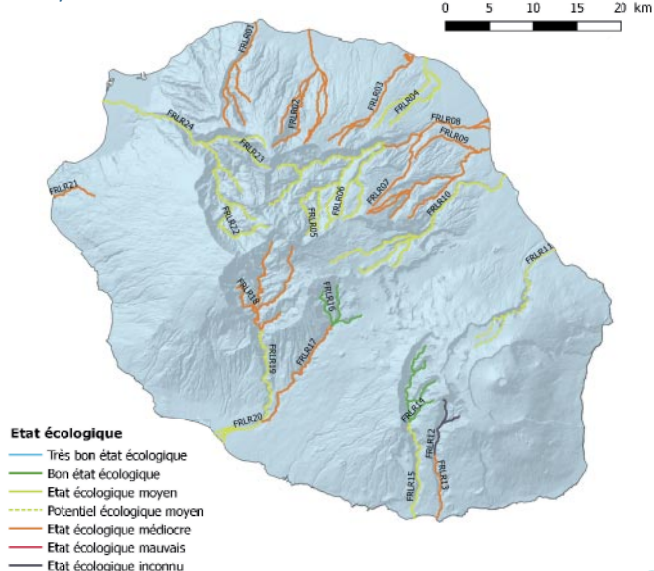 0 5 10 15 20 km
FRLR01
FRLR02
FRLR03
FRLR04
FRLR24
FRLR23
FRLR08
FRLR09
FRLR21
FRLR22
FRLR05
FRLR06
FRLR07
FRLR10
FRLR11
FRLR18
FRLR16
FRLR17
FRLR19
FRLR20
FRLR14
FRLR12
FRLR15
FRLR13
Etat écologique
Très bon état écologique
Bon état écologique
Etat écologique moyen
Potentiel écologique moyen
Etat écologique médiocre
Etat écologique mauvais
Etat écologique inconnu